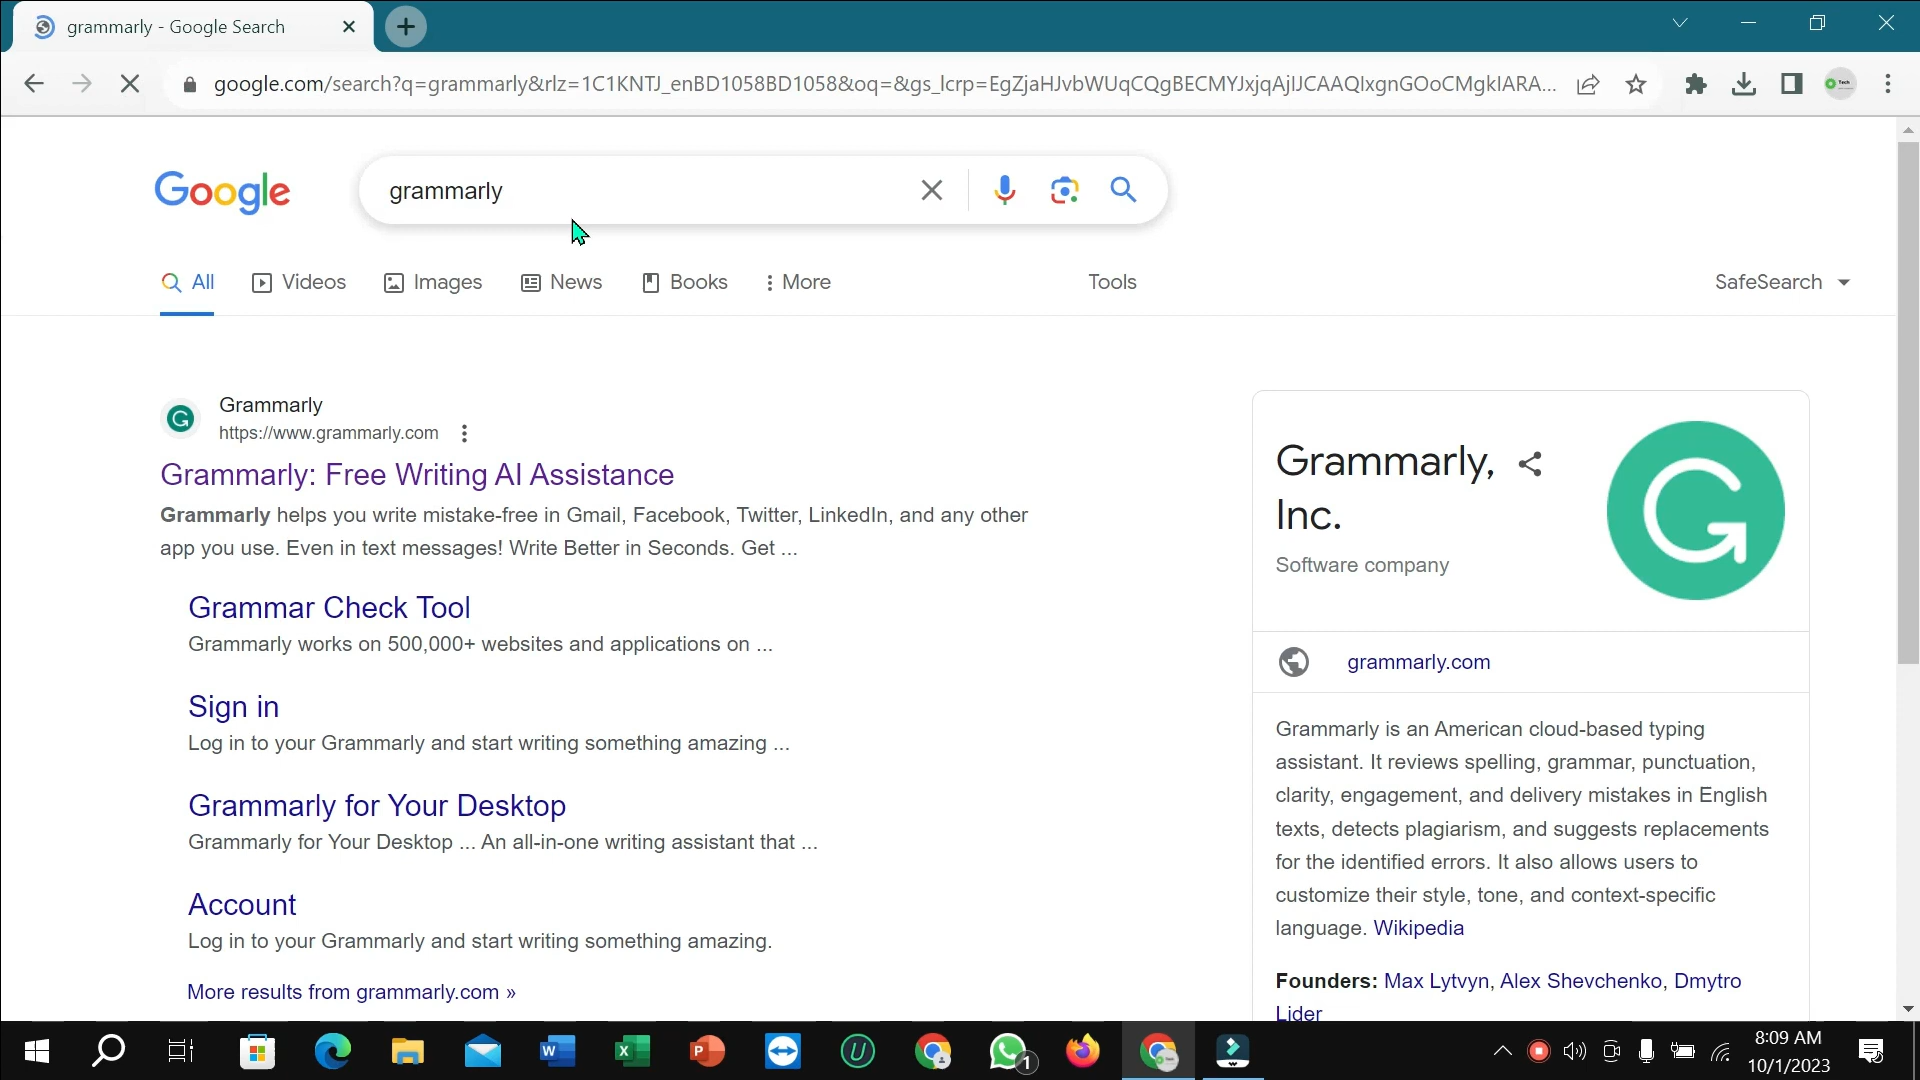 grammarly - Google Search
google.com/search?q=grammarly&rlz=1C1KNTJ_enBD1058BD1058&oq=&gs_lcrp=EgZjaHJvbWUqCQgBECMYJxjqAjIJCAAQIxgnGOoCMgkIARA...
Google
grammarly
All Videos Images News Books More Tools SafeSearch
Grammarly
https://www.grammarly.com
Grammarly: Free Writing AI Assistance
Grammarly helps you write mistake-free in Gmail, Facebook, Twitter, LinkedIn, and any other
app you use. Even in text messages! Write Better in Seconds. Get ...
Grammar Check Tool
Grammarly works on 500,000+ websites and applications on ...
Sign in
Log in to your Grammarly and start writing something amazing ...
Grammarly for Your Desktop
Grammarly for Your Desktop ... An all-in-one writing assistant that ...
Account
Log in to your Grammarly and start writing something amazing.
More results from grammarly.com »
Grammarly,
Inc.
Software company
grammarly.com
Grammarly is an American cloud-based typing
assistant. It reviews spelling, grammar, punctuation,
clarity, engagement, and delivery mistakes in English
texts, detects plagiarism, and suggests replacements
for the identified errors. It also allows users to
customize their style, tone, and context-specific
language. Wikipedia
Founders: Max Lytvyn, Alex Shevchenko, Dmytro
Lider
1
8:09 AM
10/1/2023